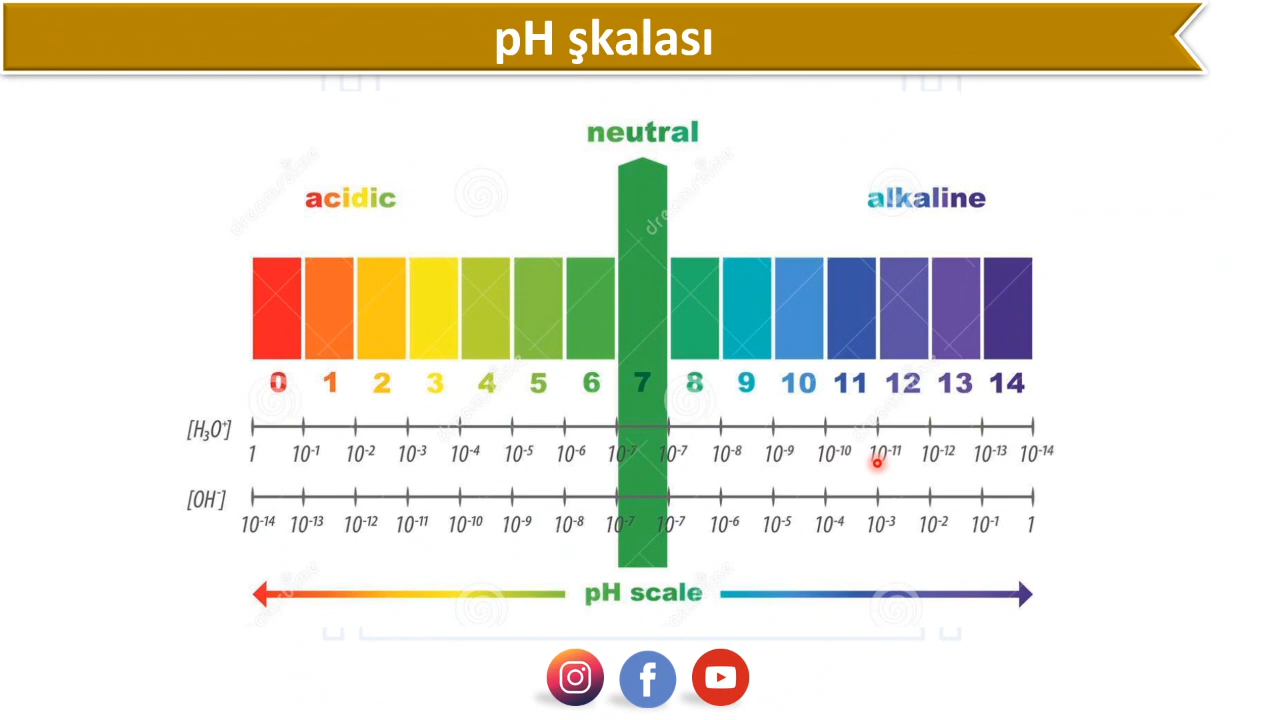 pH şkalası
neutral
acidic
alkaline
0 1 2 3 4 5 6 7 8 9 10 11 12 13 14
[H₃O⁺]
1 10⁻¹ 10⁻² 10⁻³ 10⁻⁴ 10⁻⁵ 10⁻⁶ 10⁻⁷ 10⁻⁷ 10⁻⁸ 10⁻⁹ 10⁻¹⁰ 10⁻¹¹ 10⁻¹² 10⁻¹³ 10⁻¹⁴
[OH⁻]
10⁻¹⁴ 10⁻¹³ 10⁻¹² 10⁻¹¹ 10⁻¹⁰ 10⁻⁹ 10⁻⁸ 10⁻⁷ 10⁻⁷ 10⁻⁶ 10⁻⁵ 10⁻⁴ 10⁻³ 10⁻² 10⁻¹ 1
pH scale